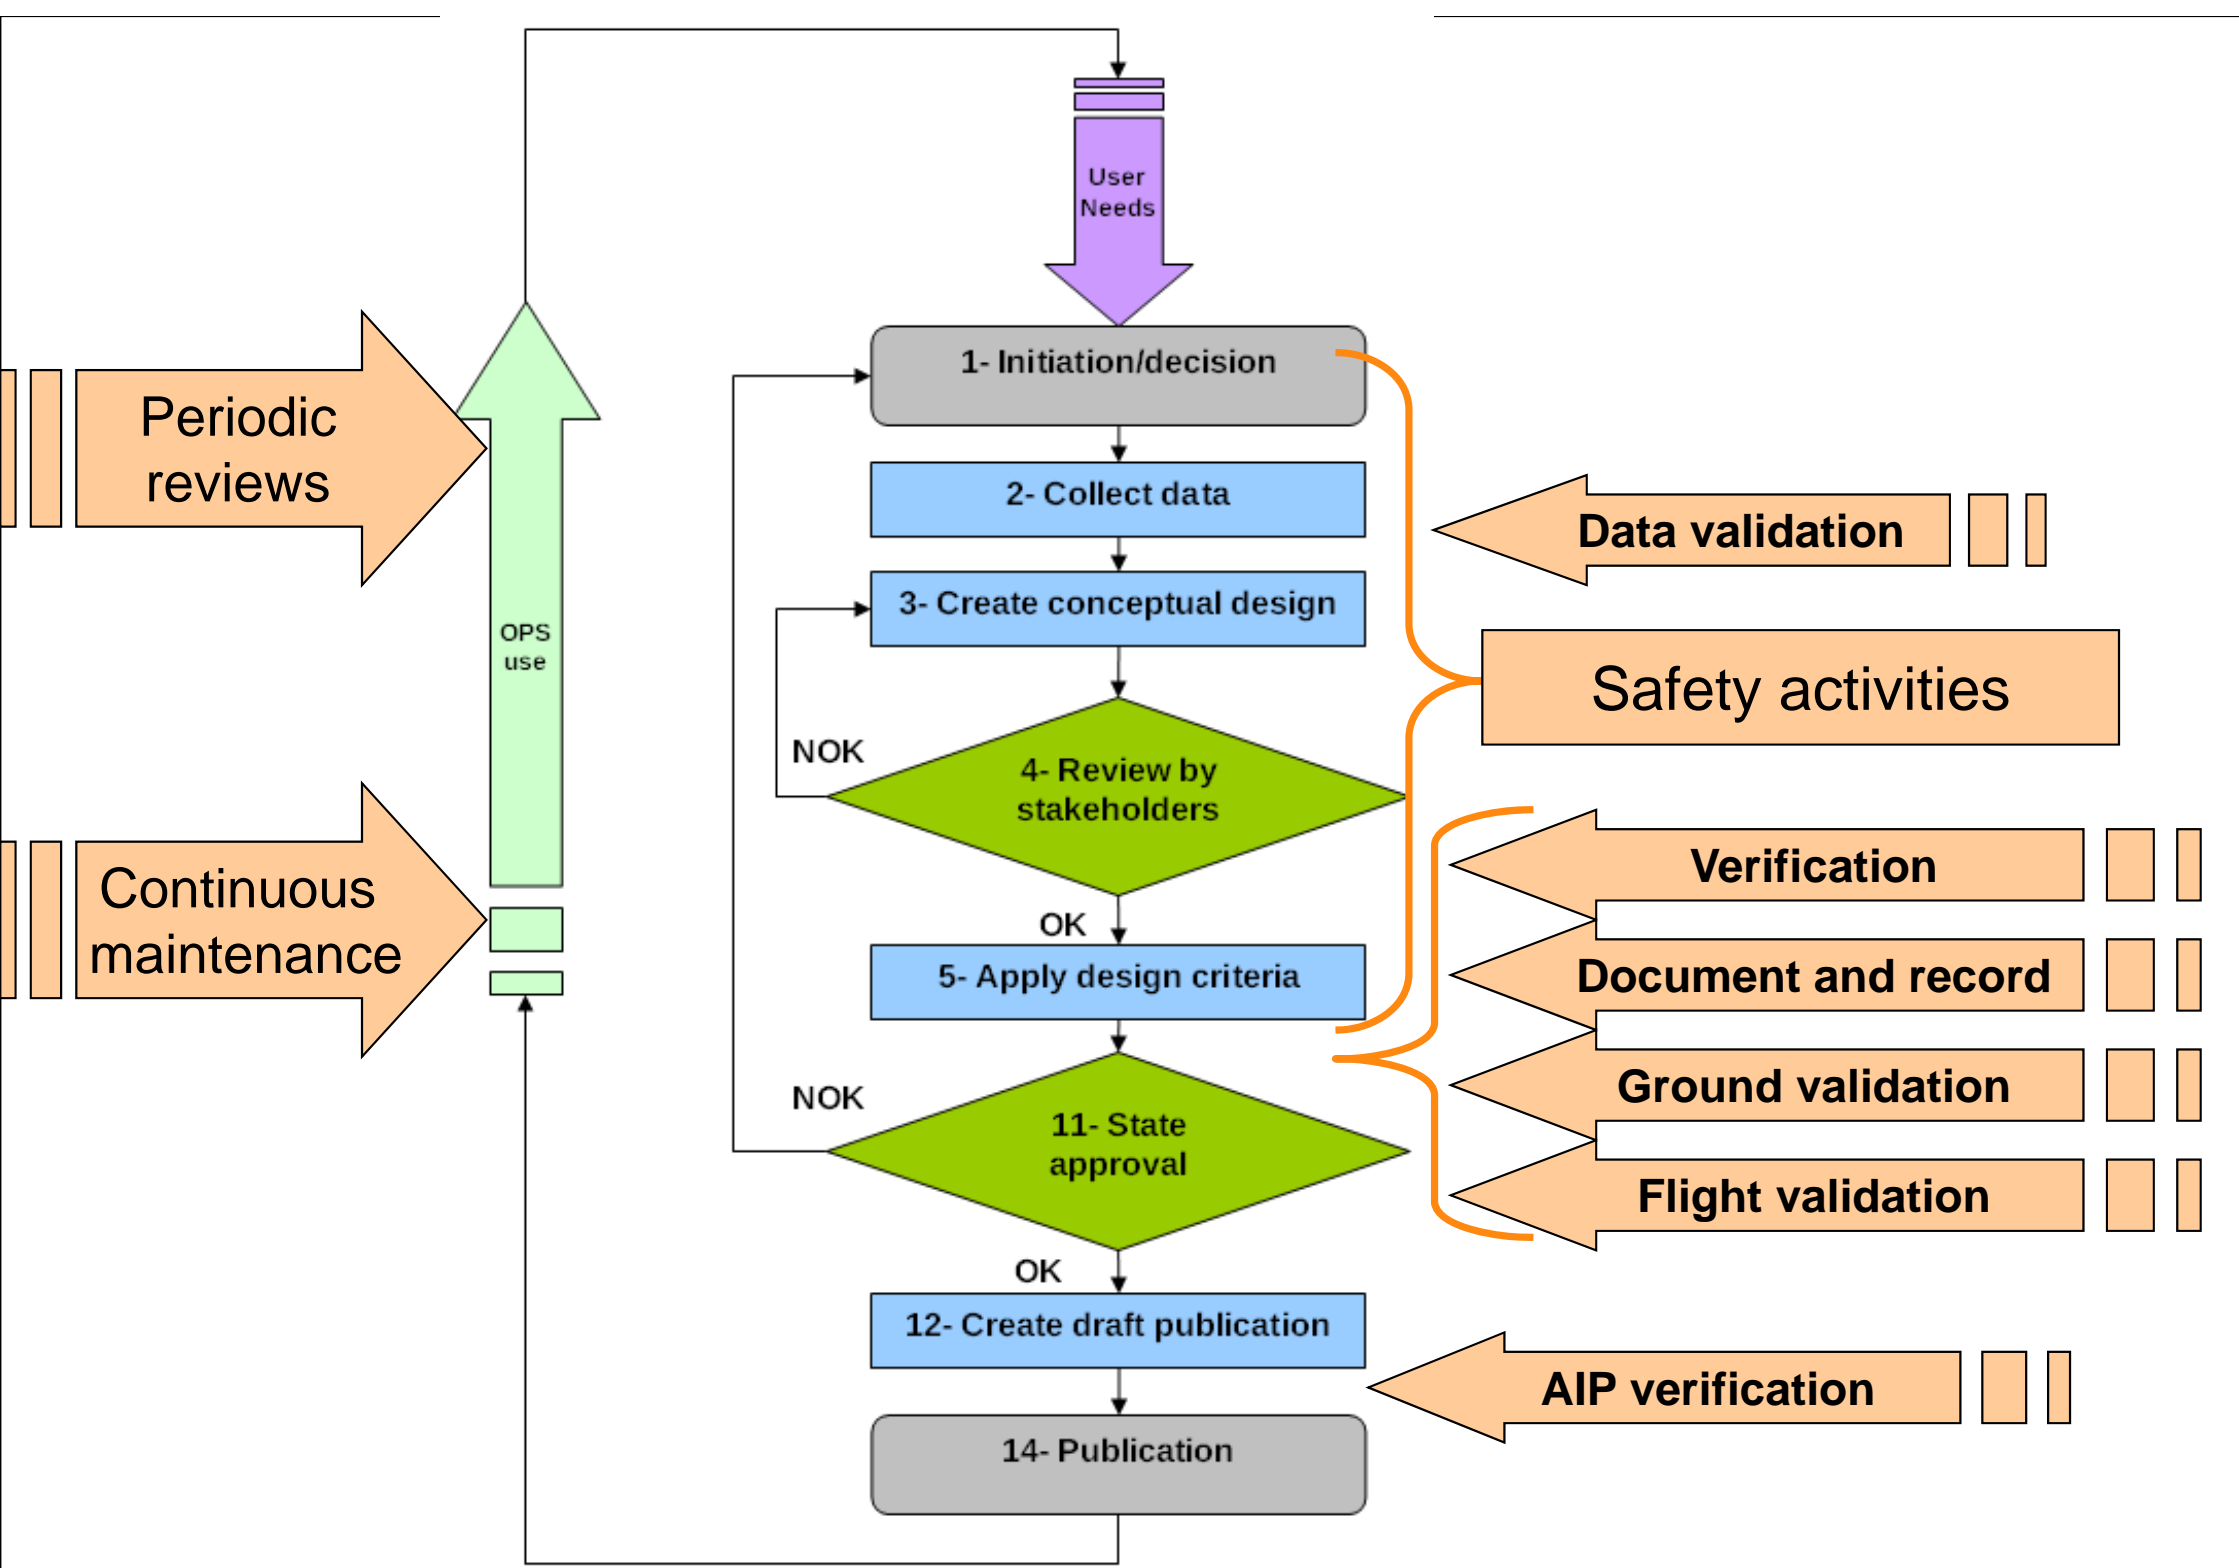 User
Needs
1- Initiation/decision
Periodic
reviews
2- Collect data
Data validation
3- Create conceptual design
OPS
use
Safety activities
NOK
4- Review by
stakeholders
Verification
Continuous
maintenance
OK
5- Apply design criteria
Document and record
Ground validation
NOK
11- State
approval
Flight validation
OK
12- Create draft publication
AIP verification
14- Publication